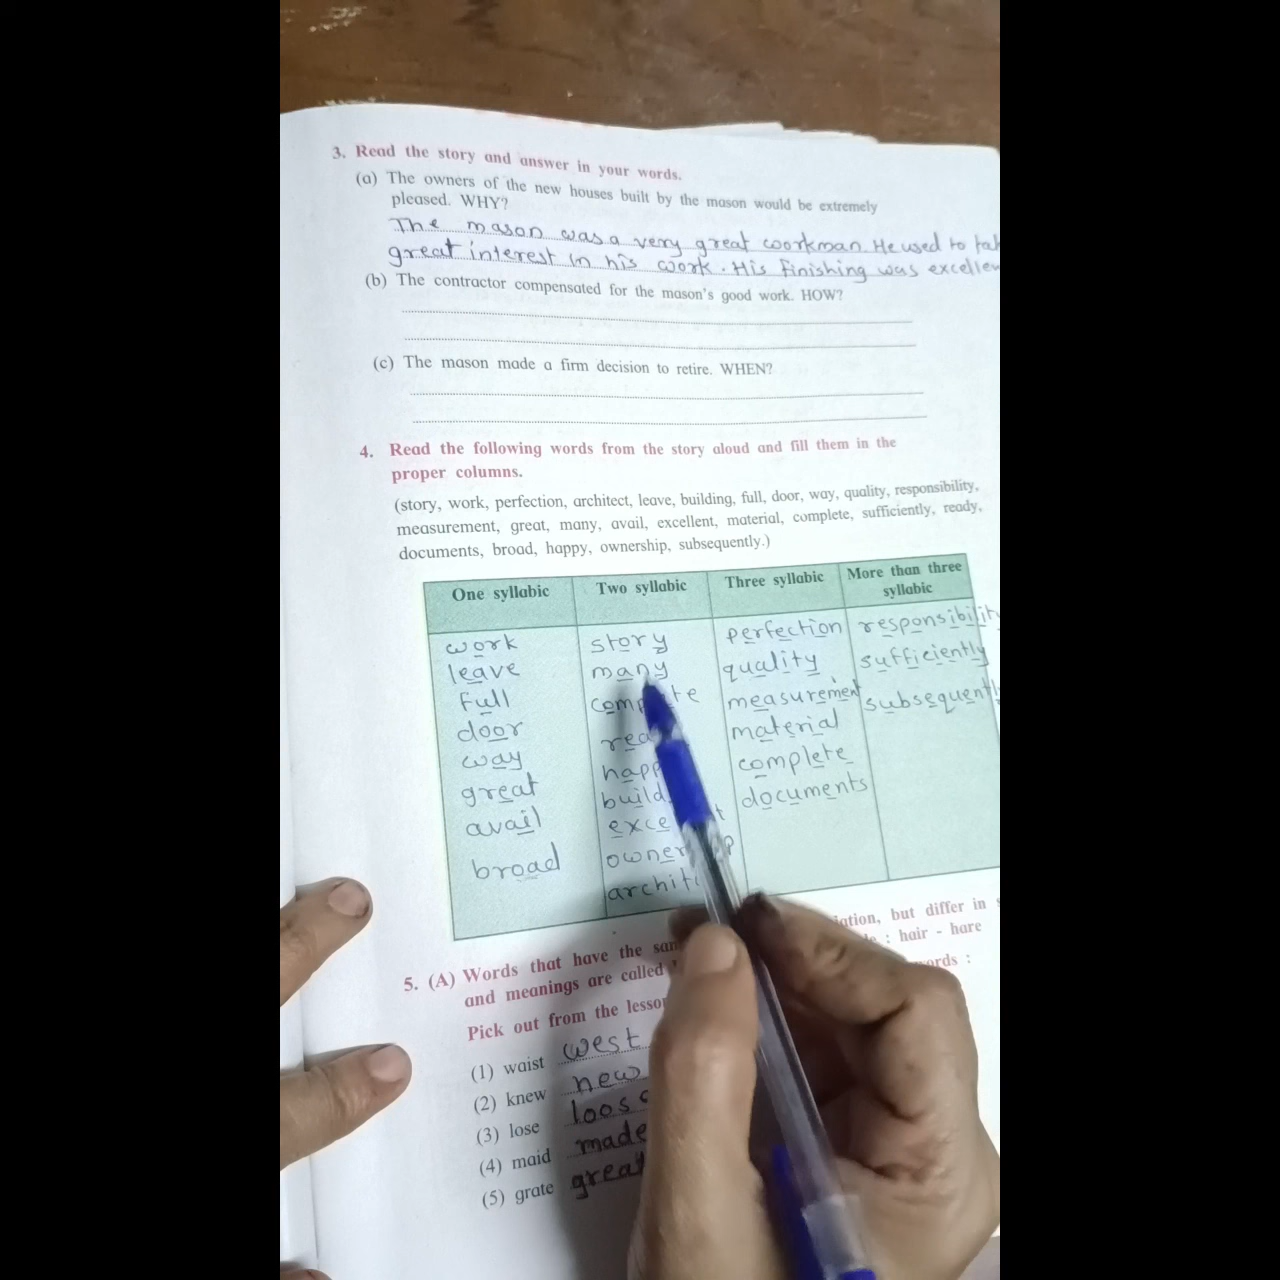 3. Read the story and answer in your words.
(a) The owners of the new houses built by the mason would be extremely
pleased. WHY?
The mason was a very great workman. He used to
great interest in his work. His finishing was
(b) The contractor compensated for the mason's good work. HOW?
(c) The mason made a firm decision to retire. WHEN?
4. Read the following words from the story aloud and fill them in the
proper columns.
(story, work, perfection, architect, leave, building, full, door, way, quality, responsibility,
measurement, great, many, avail, excellent, material, complete, sufficiently, ready,
documents, broad, happy, ownership, subsequently.)
One syllabic Two syllabic Three syllabic More than three
syllabic
work story perfection
leave many quality sufficiently
full measurement
door material
way complete
great documents
avail
broad
5. (A) Words that have the but differ in
and meanings are called : hair - hare
Pick out from the
(1) waist west
(2) knew new
(3) lose
(4) maid made
(5) grate great